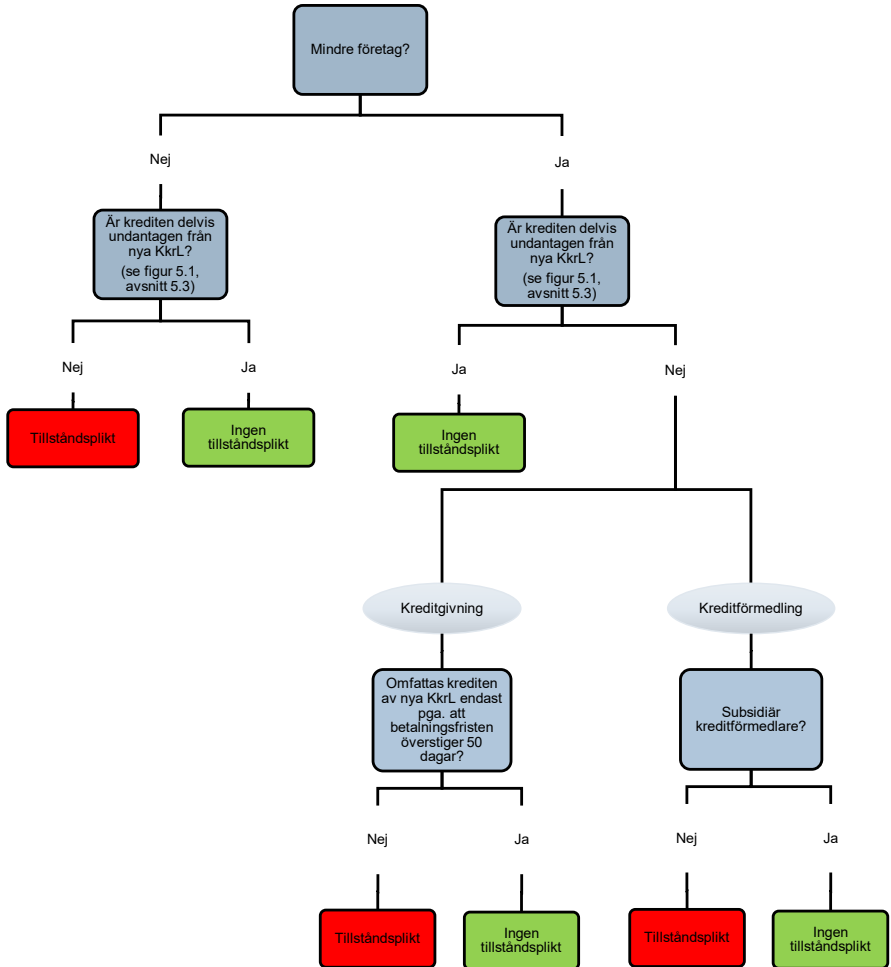 Mindre företag?
Nej
Ja
Är krediten delvis
undantagen från
nya KkrL?
(se figur 5.1,
avsnitt 5.3)
Är krediten delvis
undantagen från
nya KkrL?
(se figur 5.1,
avsnitt 5.3)
Nej
Ja
Ja
Nej
Tillståndsplikt
Ingen
tillståndsplikt
Ingen
tillståndsplikt
Kreditgivning
Kreditförmedling
Omfattas krediten
av nya KkrL endast
pga. att
betalningsfristen
överstiger 50
dagar?
Subsidiär
kreditförmedlare?
Nej
Ja
Nej
Ja
Tillståndsplikt
Ingen
tillståndsplikt
Tillståndsplikt
Ingen
tillståndsplikt